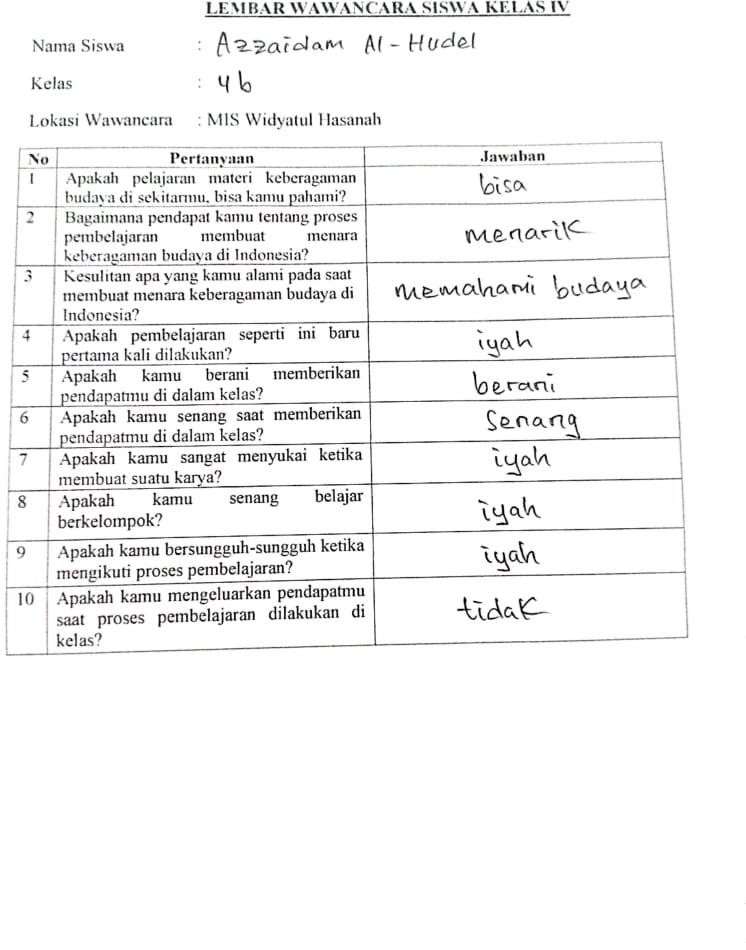 LEMBAR WAWANCARA SISWA KELAS IV
Nama Siswa : Azzaidam Al-Hudel
Kelas : 4b
Lokasi Wawancara : MIS Widyatul Hasanah
No Pertanyaan Jawaban
1 Apakah pelajaran materi keberagaman
budaya di sekitarmu, bisa kamu pahami?
bisa
2 Bagaimana pendapat kamu tentang proses
pembelajaran membuat menara
keberagaman budaya di Indonesia?
menarik
3 Kesulitan apa yang kamu alami pada saat
membuat menara keberagaman budaya di
Indonesia?
memahami budaya
4 Apakah pembelajaran seperti ini baru
pertama kali dilakukan?
iyah
5 Apakah kamu berani memberikan
pendapatmu di dalam kelas?
berani
6 Apakah kamu senang saat memberikan
pendapatmu di dalam kelas?
Senang
7 Apakah kamu sangat menyukai ketika
membuat suatu karya?
iyah
8 Apakah kamu senang belajar
berkelompok?
iyah
9 Apakah kamu bersungguh-sungguh ketika
mengikuti proses pembelajaran?
iyah
10 Apakah kamu mengeluarkan pendapatmu
saat proses pembelajaran dilakukan di
kelas?
tidak